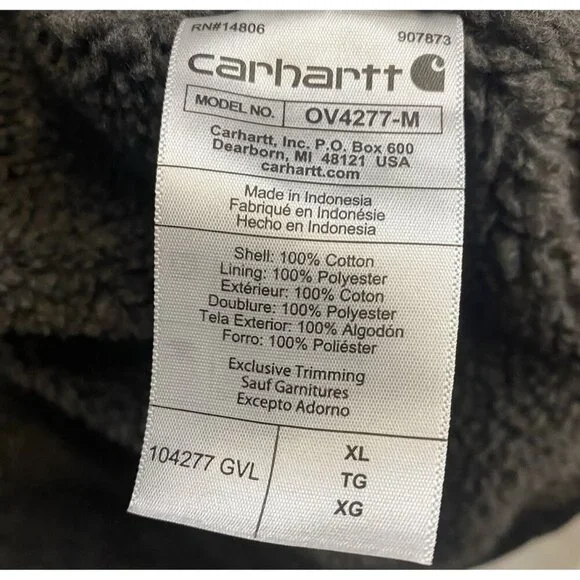 RN#14806
907873
carhartt
MODEL NO. OV4277-M
Carhartt, Inc. P.O. Box 600
Dearborn, MI 48121 USA
carhartt.com
Made in Indonesia
Fabriqué en Indonésie
Hecho en Indonesia
Shell: 100% Cotton
Lining: 100% Polyester
Extérieur: 100% Coton
Doublure: 100% Polyester
Tela Exterior: 100% Algodón
Forro: 100% Poliéster
Exclusive Trimming
Sauf Garnitures
Excepto Adorno
104277 GVL
XL
TG
XG